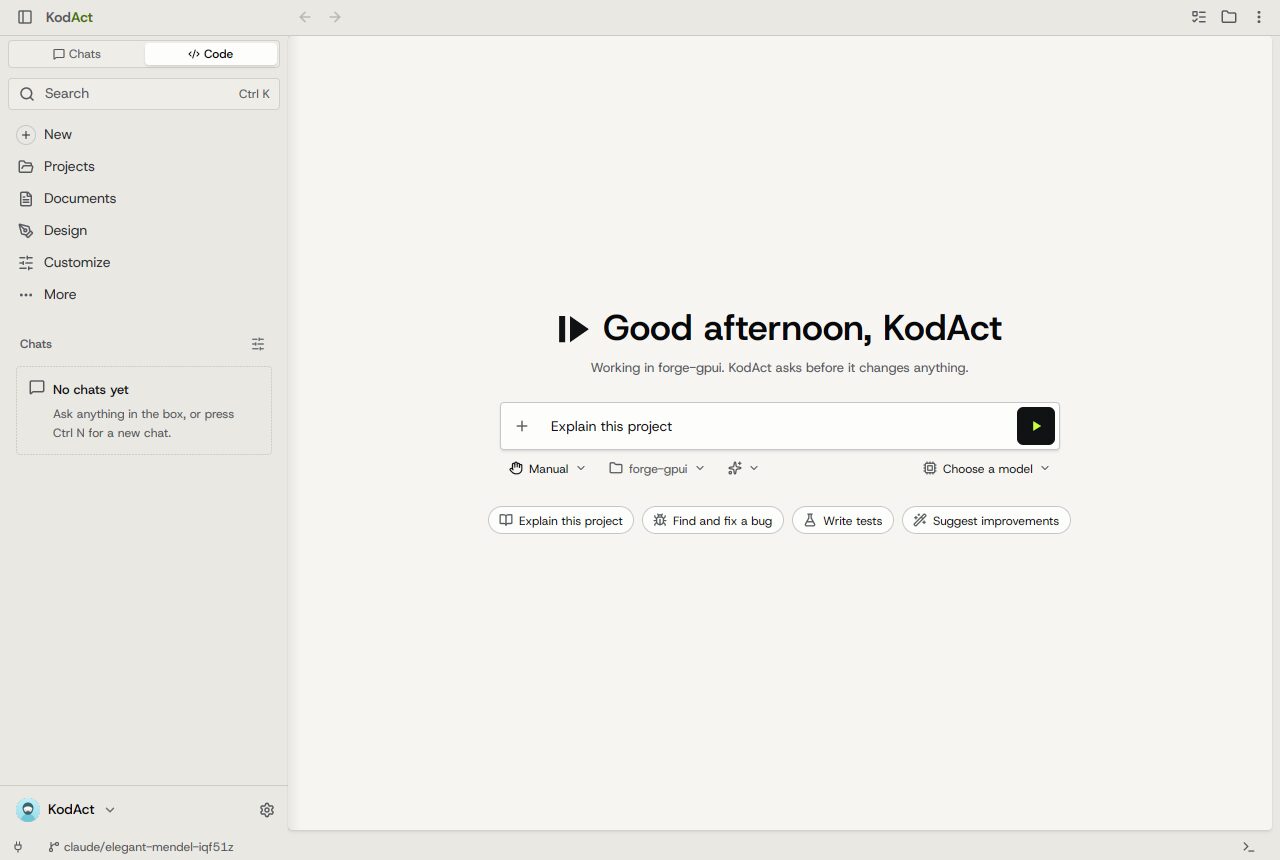 KodAct
Chats
Code
Search
Ctrl K
New
Projects
Documents
Design
Customize
More
Chats
No chats yet
Ask anything in the box, or press
Ctrl N for a new chat.
Good afternoon, KodAct
Working in forge-gpui. KodAct asks before it changes anything.
Explain this project
Manual
forge-gpui
Choose a model
Explain this project
Find and fix a bug
Write tests
Suggest improvements
KodAct
claude/elegant-mendel-iqf51z